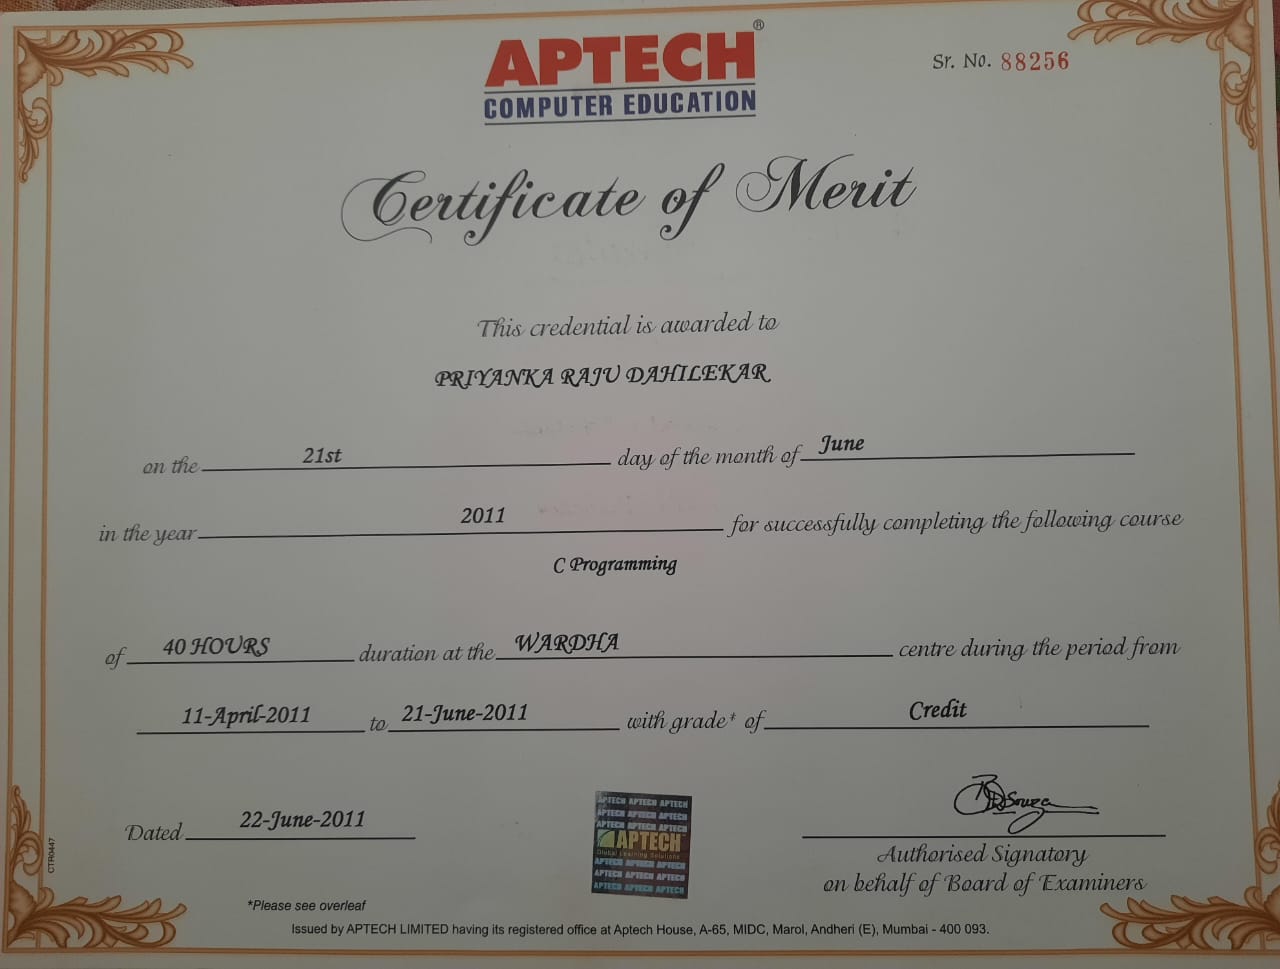 APTECH®
COMPUTER EDUCATION
Sr. No. 88256
Certificate of Merit
This credential is awarded to
PRIYANKA RAJU DAHILEKAR
on the 21st day of the month of June
in the year 2011 for successfully completing the following course
C Programming
of 40 HOURS duration at the WARDHA centre during the period from
11-April-2011 to 21-June-2011 with grade* of Credit
Dated 22-June-2011
APTECH APTECH APTECH
APTECH APTECH APTECH
APTECH APTECH APTECH
APTECH
Global Learning Solutions
APTECH APTECH APTECH
APTECH APTECH APTECH
APTECH APTECH APTECH
Authorised Signatory
on behalf of Board of Examiners
CTR0447
*Please see overleaf
Issued by APTECH LIMITED having its registered office at Aptech House, A-65, MIDC, Marol, Andheri (E), Mumbai - 400 093.